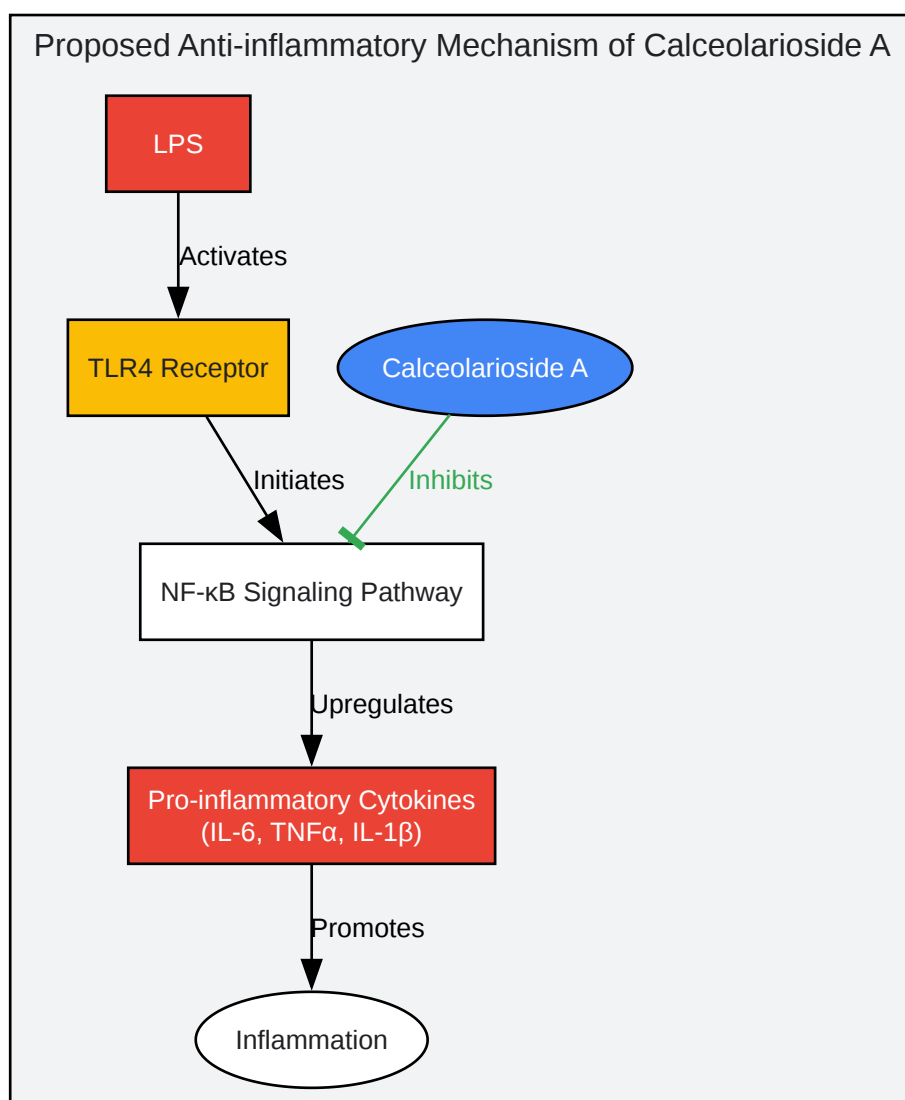 Proposed Anti-inflammatory Mechanism of Calceolarioside A
LPS
Activates
TLR4 Receptor
Calceolarioside A
Initiates
Inhibits
NF-κB Signaling Pathway
Upregulates
Pro-inflammatory Cytokines
(IL-6, TNFα, IL-1β)
Promotes
Inflammation